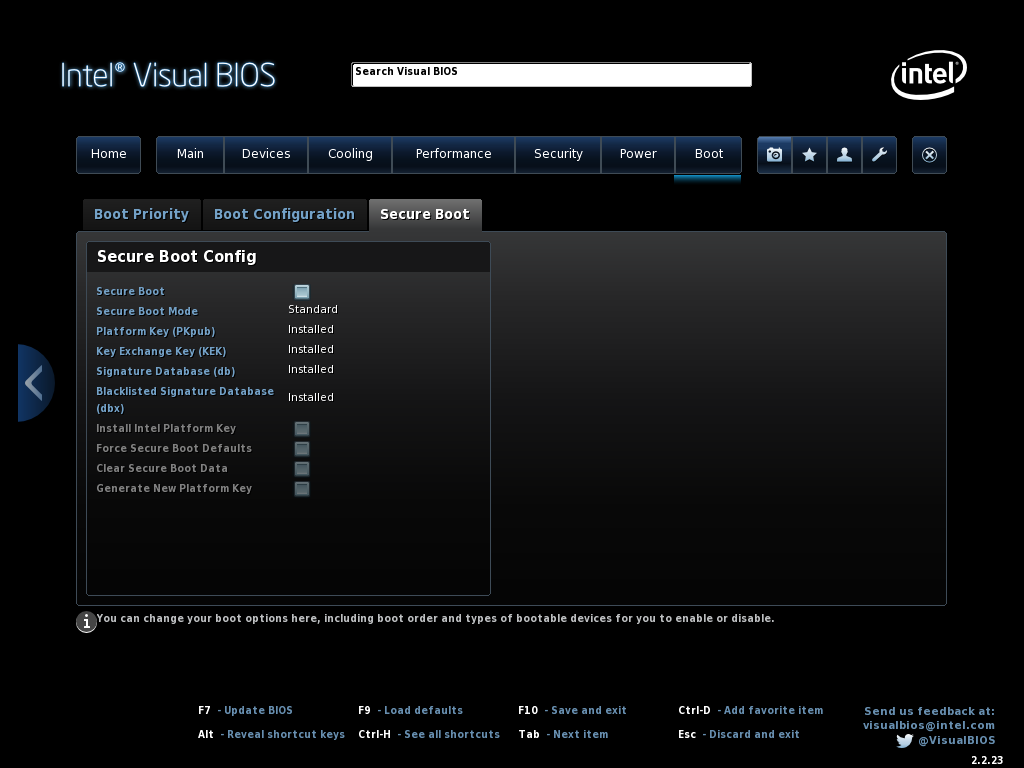 Intel® Visual BIOS
Search Visual BIOS
intel
Home Main Devices Cooling Performance Security Power Boot
Boot Priority Boot Configuration Secure Boot
Secure Boot Config
Secure Boot
Secure Boot Mode Standard
Platform Key (PKpub) Installed
Key Exchange Key (KEK) Installed
Signature Database (db) Installed
Blacklisted Signature Database
(dbx) Installed
Install Intel Platform Key
Force Secure Boot Defaults
Clear Secure Boot Data
Generate New Platform Key
You can change your boot options here, including boot order and types of bootable devices for you to enable or disable.
F7 - Update BIOS F9 - Load defaults F10 - Save and exit Ctrl-D - Add favorite item
Alt - Reveal shortcut keys Ctrl-H - See all shortcuts Tab - Next item Esc - Discard and exit
Send us feedback at:
visualbios@intel.com
@VisualBIOS
2.2.23